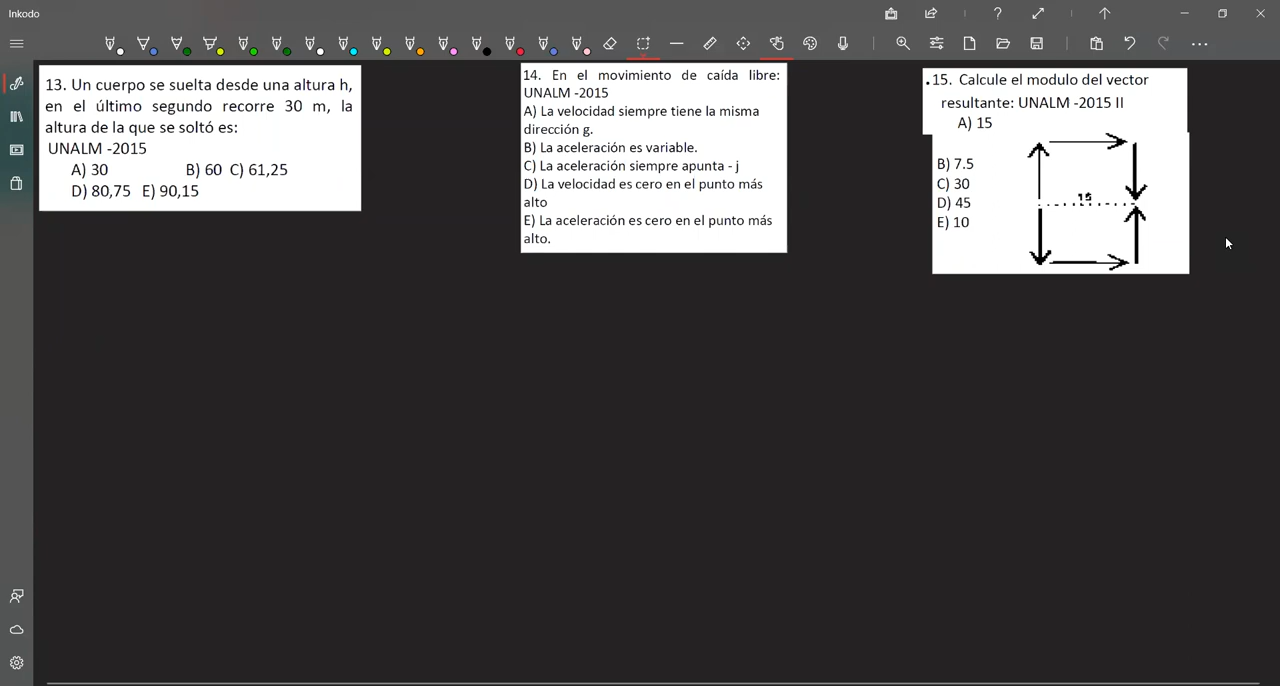 Inkodo
13. Un cuerpo se suelta desde una altura h,
en el último segundo recorre 30 m, la
altura de la que se soltó es:
UNALM -2015
A) 30 B) 60 C) 61,25
D) 80,75 E) 90,15
14. En el movimiento de caída libre:
UNALM -2015
A) La velocidad siempre tiene la misma
dirección g.
B) La aceleración es variable.
C) La aceleración siempre apunta - j
D) La velocidad es cero en el punto más
alto
E) La aceleración es cero en el punto más
alto.
.15. Calcule el modulo del vector
resultante: UNALM -2015 II
A) 15
B) 7.5
C) 30
D) 45
E) 10
15